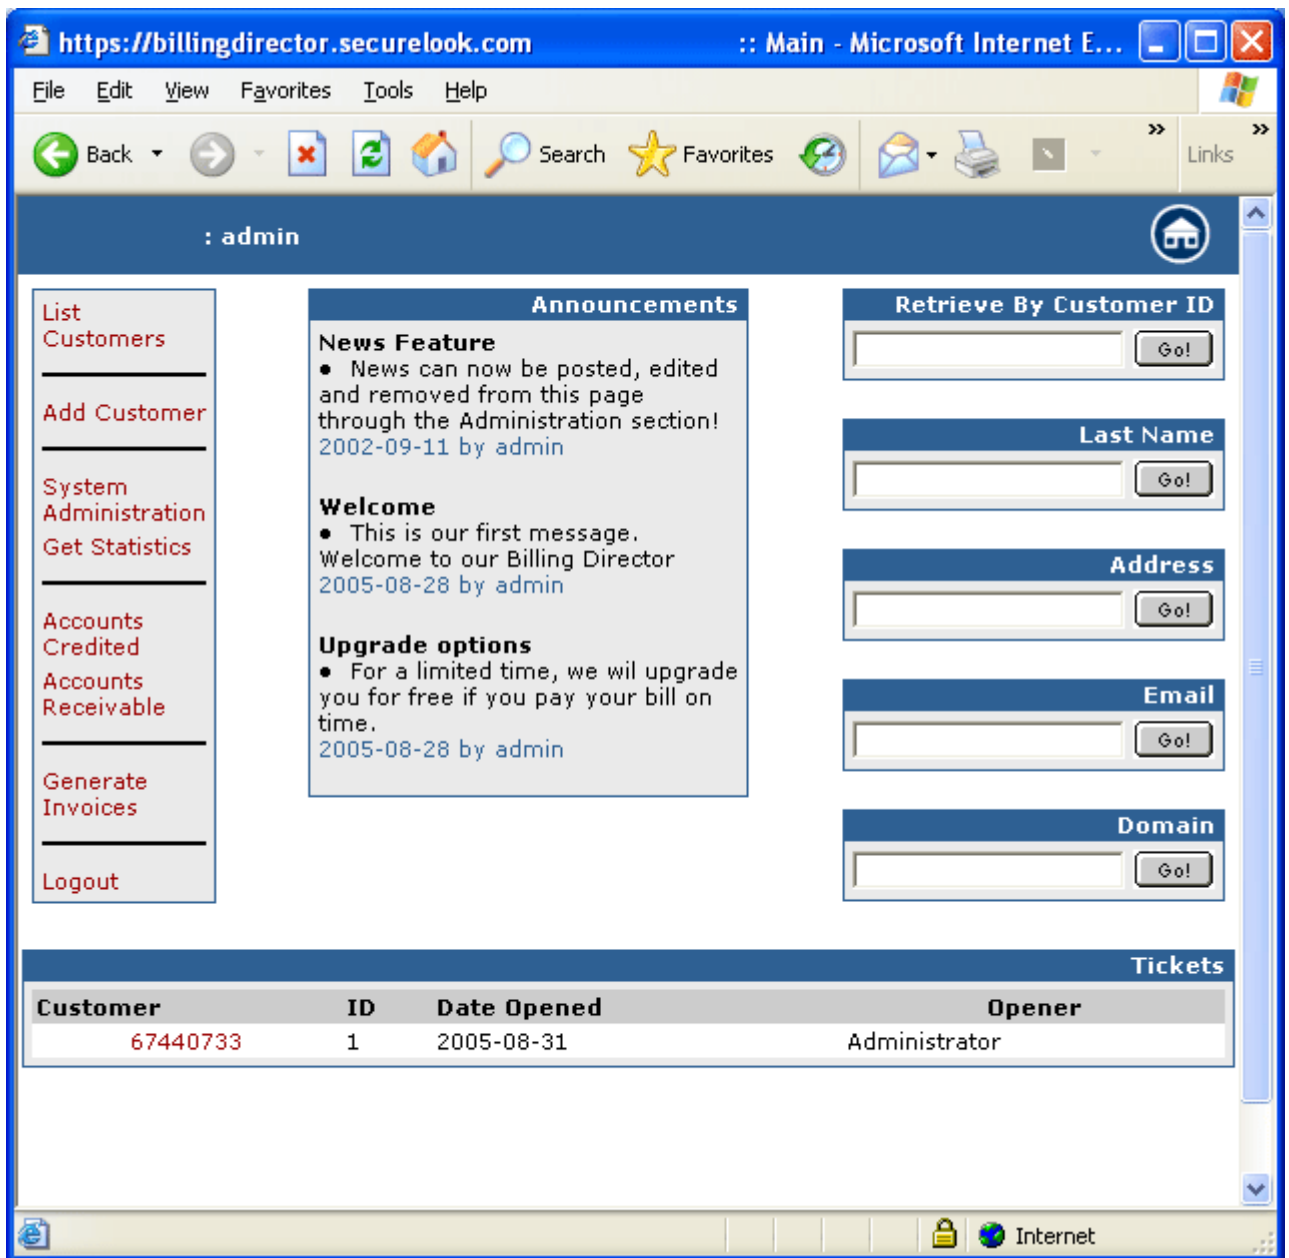 https://billingdirector.securelook.com :: Main - Microsoft Internet E...
File Edit View Favorites Tools Help
Back Search Favorites Links
: admin
List
Customers
Add Customer
System
Administration
Get Statistics
Accounts
Credited
Accounts
Receivable
Generate
Invoices
Logout
Announcements
News Feature
● News can now be posted, edited
and removed from this page
through the Administration section!
2002-09-11 by admin
Welcome
● This is our first message.
Welcome to our Billing Director
2005-08-28 by admin
Upgrade options
● For a limited time, we wil upgrade
you for free if you pay your bill on
time.
2005-08-28 by admin
Retrieve By Customer ID
Go!
Last Name
Go!
Address
Go!
Email
Go!
Domain
Go!
Tickets
Customer ID Date Opened Opener
67440733 1 2005-08-31 Administrator
Internet